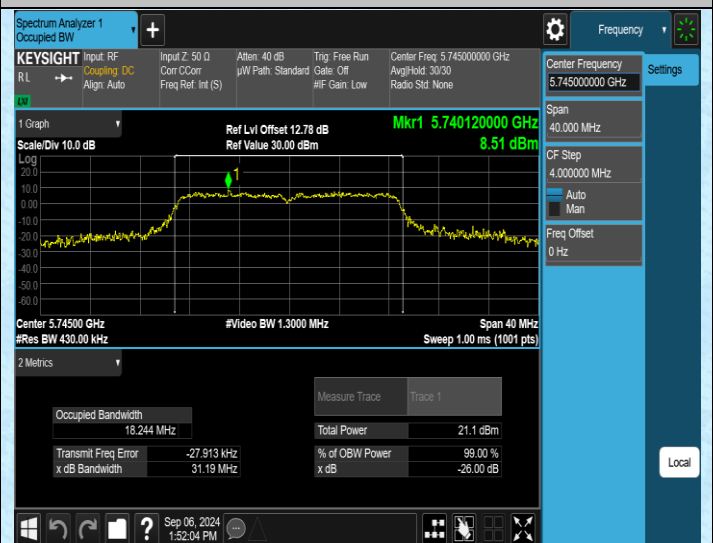 Spectrum Analyzer 1
Occupied BW
Frequency
KEYSIGHT
RL
Input: RF
Coupling: DC
Align: Auto
Input Z: 50 Ω
Corr CCorr
Freq Ref: Int (S)
Atten: 40 dB
µW Path: Standard
Trig: Free Run
Gate: Off
#IF Gain: Low
Center Freq: 5.745000000 GHz
Avg|Hold: 30/30
Radio Std: None
LXI
Center Frequency
5.745000000 GHz
Settings
Span
40.000 MHz
CF Step
4.000000 MHz
Auto
Man
Freq Offset
0 Hz
1 Graph
Scale/Div 10.0 dB
Ref Lvl Offset 12.78 dB
Ref Value 30.00 dBm
Mkr1 5.740120000 GHz
8.51 dBm
Log
20.0
10.0
0.00
-10.0
-20.0
-30.0
-40.0
-50.0
-60.0
1
Center 5.74500 GHz
#Video BW 1.3000 MHz
Span 40 MHz
#Res BW 430.00 kHz
Sweep 1.00 ms (1001 pts)
2 Metrics
Measure Trace
Trace 1
Occupied Bandwidth
18.244 MHz
Total Power
21.1 dBm
Transmit Freq Error
-27.913 kHz
% of OBW Power
99.00 %
x dB Bandwidth
31.19 MHz
x dB
-26.00 dB
Local
Sep 06, 2024
1:52:04 PM